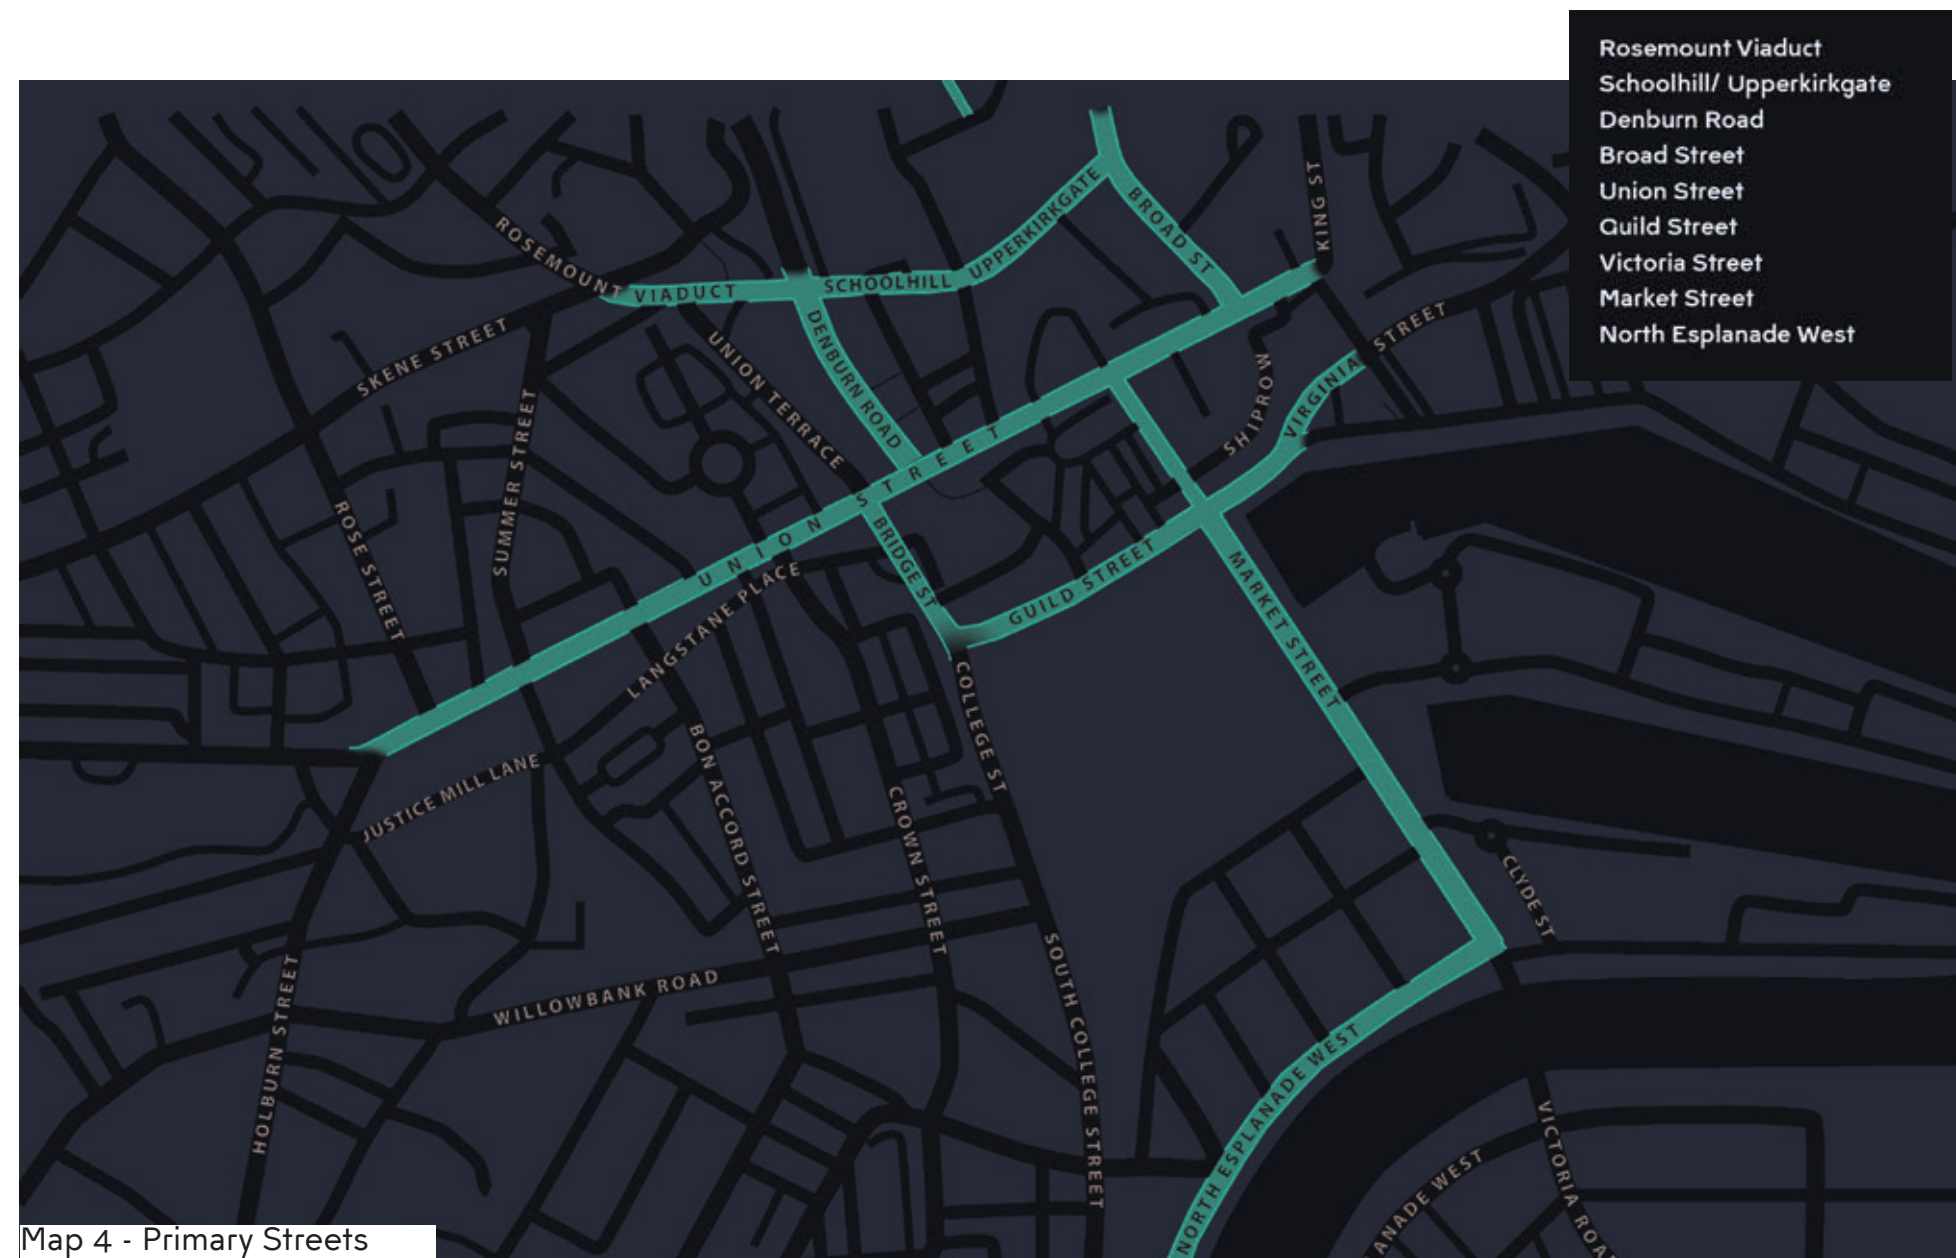 Rosemount Viaduct
Schoolhill/ Upperkirkgate
Denburn Road
Broad Street
Union Street
Guild Street
Victoria Street
Market Street
North Esplanade West
KING ST
ROSEMOUNT VIADUCT
SCHOOLHILL
UPPERKIRKGATE
BROAD ST
SKENE STREET
UNION TERRACE
DENBURN ROAD
VIRGINIA STREET
SHIPROW
SUMMER STREET
ROSE STREET
UNION STREET
BRIDGE ST
GUILD STREET
MARKET STREET
LANGSTANE PLACE
COLLEGE ST
JUSTICE MILL LANE
BON ACCORD STREET
CROWN STREET
CLYDE ST
HOLBURN STREET
WILLOWBANK ROAD
SOUTH COLLEGE STREET
NORTH ESPLANADE WEST
VICTORIA ROA
ANADE WEST
Map 4 - Primary Streets